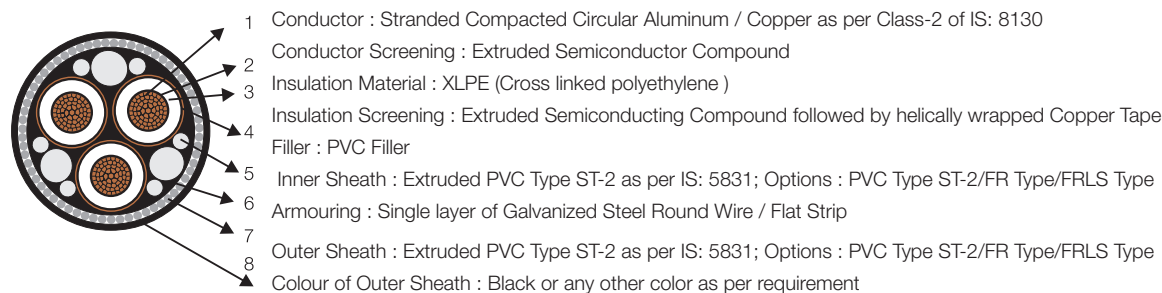 1 Conductor : Stranded Compacted Circular Aluminum / Copper as per Class-2 of IS: 8130
2 Conductor Screening : Extruded Semiconductor Compound
3 Insulation Material : XLPE (Cross linked polyethylene )
4 Insulation Screening : Extruded Semiconducting Compound followed by helically wrapped Copper Tape
5 Filler : PVC Filler
6 Inner Sheath : Extruded PVC Type ST-2 as per IS: 5831; Options : PVC Type ST-2/FR Type/FRLS Type
7 Armouring : Single layer of Galvanized Steel Round Wire / Flat Strip
8 Outer Sheath : Extruded PVC Type ST-2 as per IS: 5831; Options : PVC Type ST-2/FR Type/FRLS Type
Colour of Outer Sheath : Black or any other color as per requirement